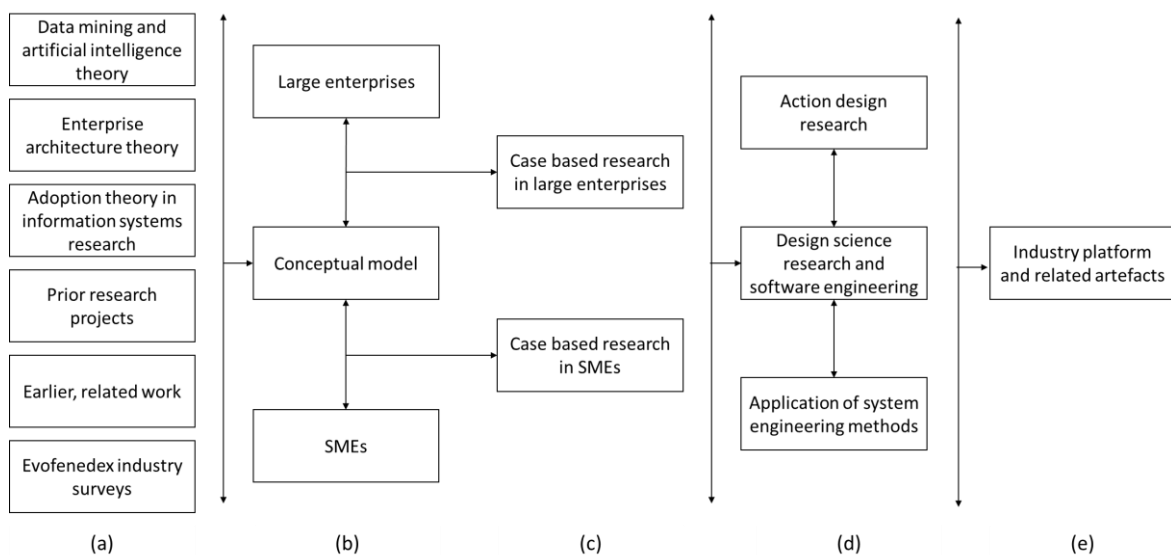 Data mining and
artificial intelligence
theory
Enterprise
architecture theory
Adoption theory in
information systems
research
Prior research
projects
Earlier, related work
Evofenedex industry
surveys
(a)
Large enterprises
Conceptual model
SMEs
(b)
Case based research
in large enterprises
Case based research
in SMEs
(c)
Action design
research
Design science
research and
software engineering
Application of system
engineering methods
(d)
Industry platform
and related artefacts
(e)